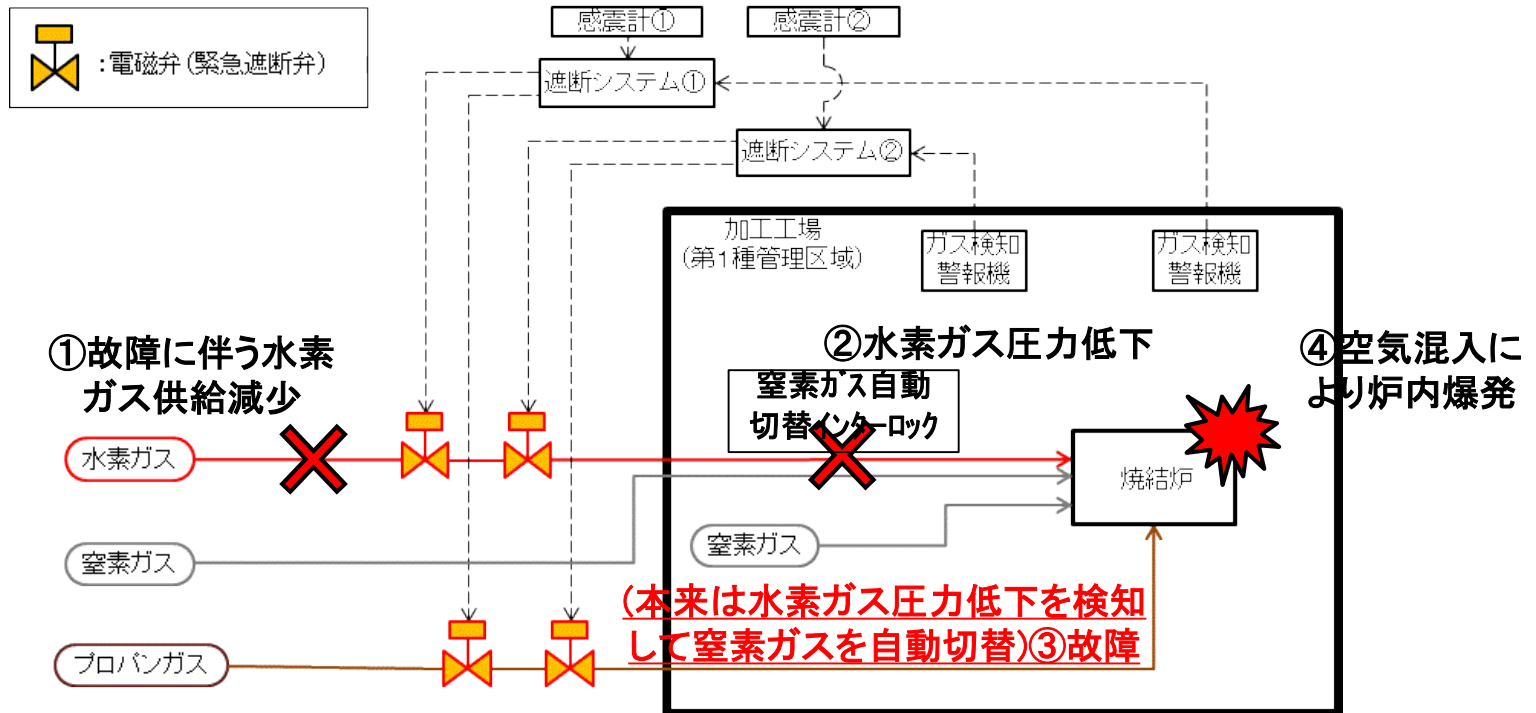 :電磁弁(緊急遮断弁)
感震計①
感震計②
遮断システム①
遮断システム②
加工工場
(第1種管理区域)
ガス検知
警報機
ガス検知
警報機
①故障に伴う水素
ガス供給減少
②水素ガス圧力低下
④空気混入に
より炉内爆発
窒素ガス自動
切替インターロック
水素ガス
焼結炉
窒素ガス
窒素ガス
(本来は水素ガス圧力低下を検知
して窒素ガスを自動切替)③故障
プロパンガス